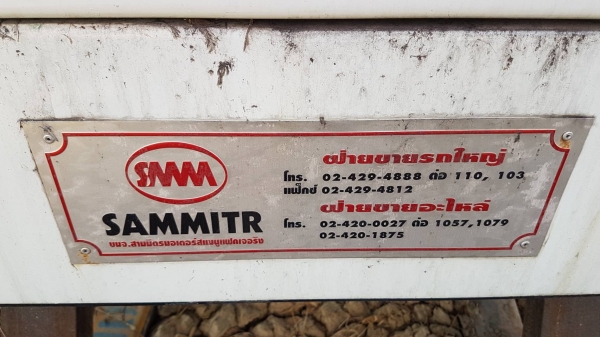 SMM
SAMMITR
บมจ.สามมิตรมอเตอร์สแมนูแฟคเจอริง
ฝ่ายขายรถใหญ่
โทร. 02-429-4888 ต่อ 110, 103
แฟ็กซ์ 02-429-4812
ฝ่ายขายอะไหล่
โทร. 02-420-0027 ต่อ 1057,1079
02-420-1875